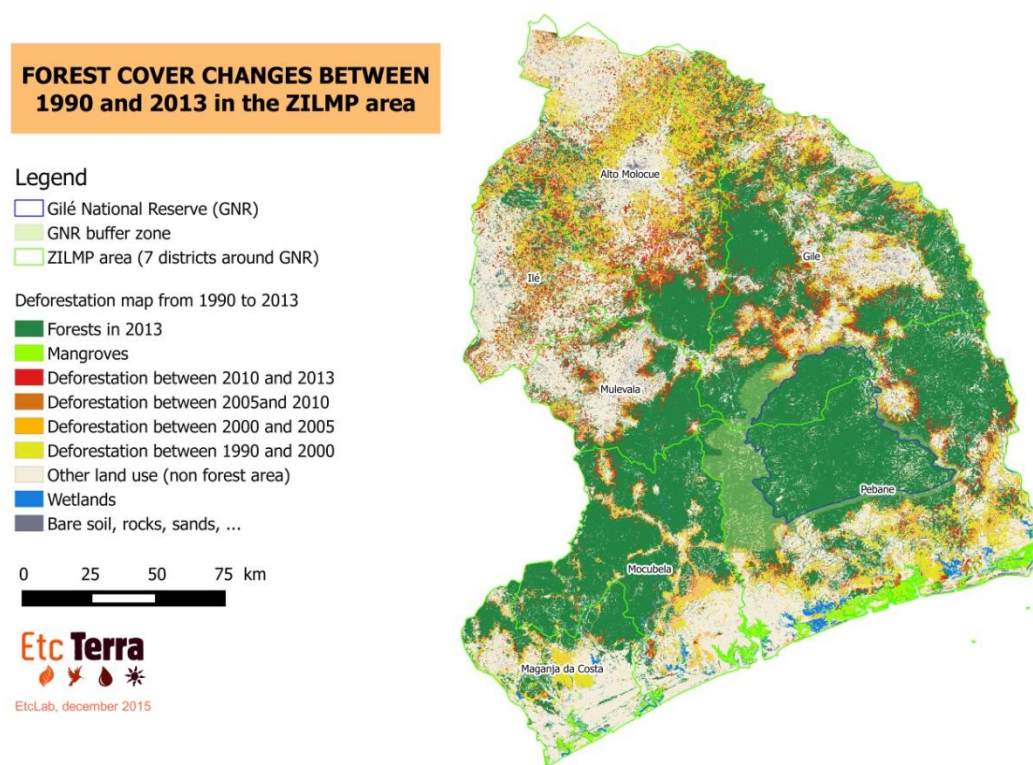 FOREST COVER CHANGES BETWEEN
1990 and 2013 in the ZILMP area
Legend
Gilé National Reserve (GNR)
GNR buffer zone
ZILMP area (7 districts around GNR)
Deforestation map from 1990 to 2013
Forests in 2013
Mangroves
Deforestation between 2010 and 2013
Deforestation between 2005and 2010
Deforestation between 2000 and 2005
Deforestation between 1990 and 2000
Other land use (non forest area)
Wetlands
Bare soil, rocks, sands, ...
0 25 50 75 km
Etc Terra
EtcLab, december 2015
Alto Molocue
Gilé
Ilé
Mulevala
Pebane
Mocubela
Maganja da Costa